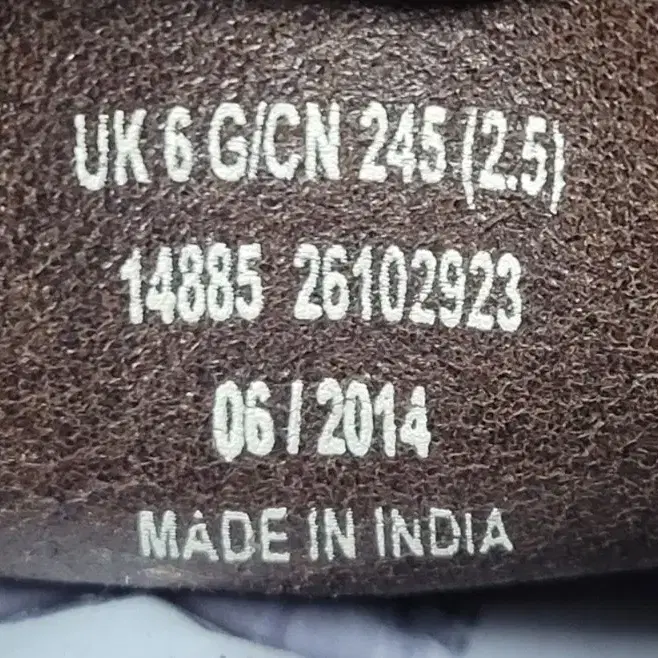 UK 6 G/CN 245 (2.5)
14885 26102923
06 / 2014
MADE IN INDIA